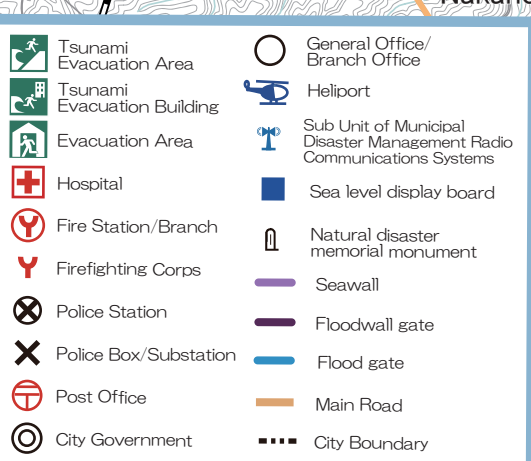 Tsunami
Evacuation Area
Tsunami
Evacuation Building
Evacuation Area
Hospital
Fire Station/Branch
Firefighting Corps
Police Station
Police Box/Substation
Post Office
City Government
General Office/
Branch Office
Heliport
Sub Unit of Municipal
Disaster Management Radio
Communications Systems
Sea level display board
Natural disaster
memorial monument
Seawall
Floodwall gate
Flood gate
Main Road
City Boundary